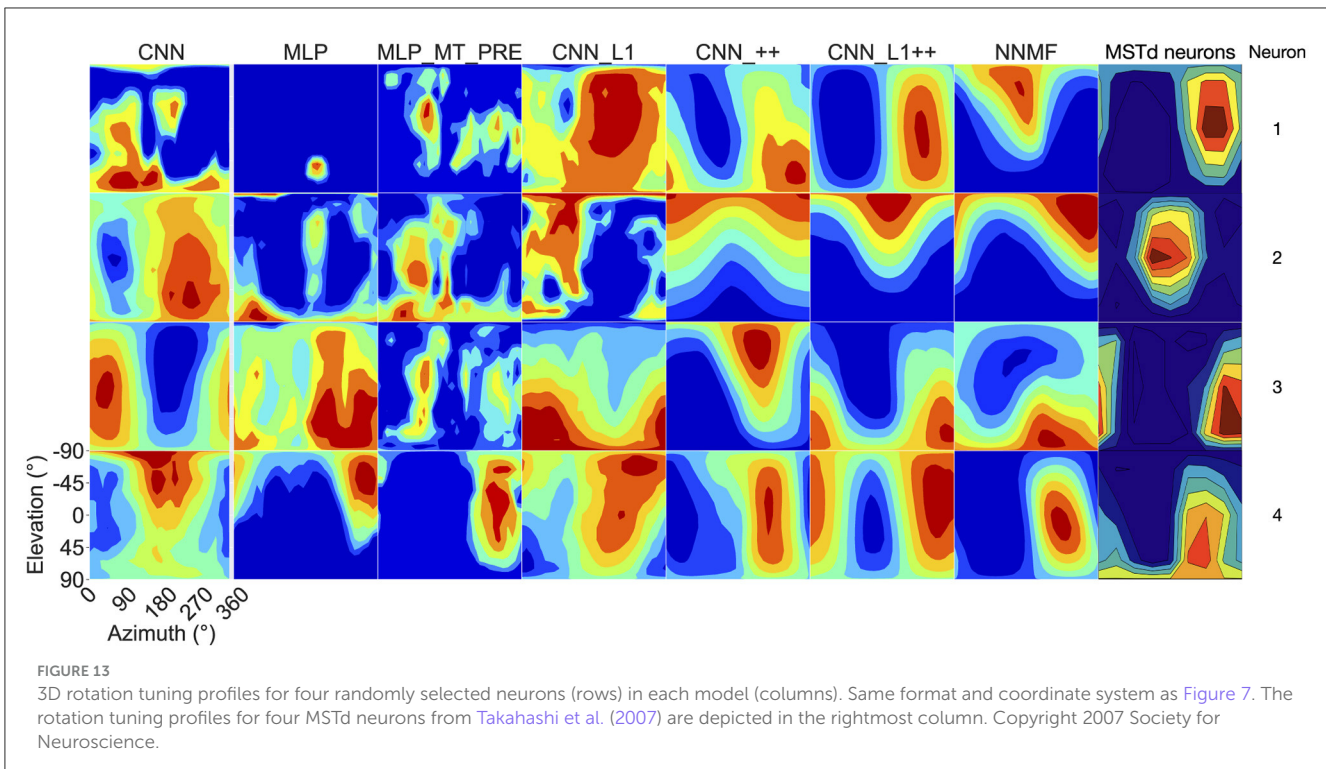 CNN MLP MLP_MT_PRE CNN_L1 CNN_++ CNN_L1++ NNMF MSTd neurons Neuron
1
2
3
-90
-45
0
45
90
Elevation (°)
4
0 90 180 270 360
Azimuth (°)
FIGURE 13
3D rotation tuning profiles for four randomly selected neurons (rows) in each model (columns). Same format and coordinate system as Figure 7. The
rotation tuning profiles for four MSTd neurons from Takahashi et al. (2007) are depicted in the rightmost column. Copyright 2007 Society for
Neuroscience.